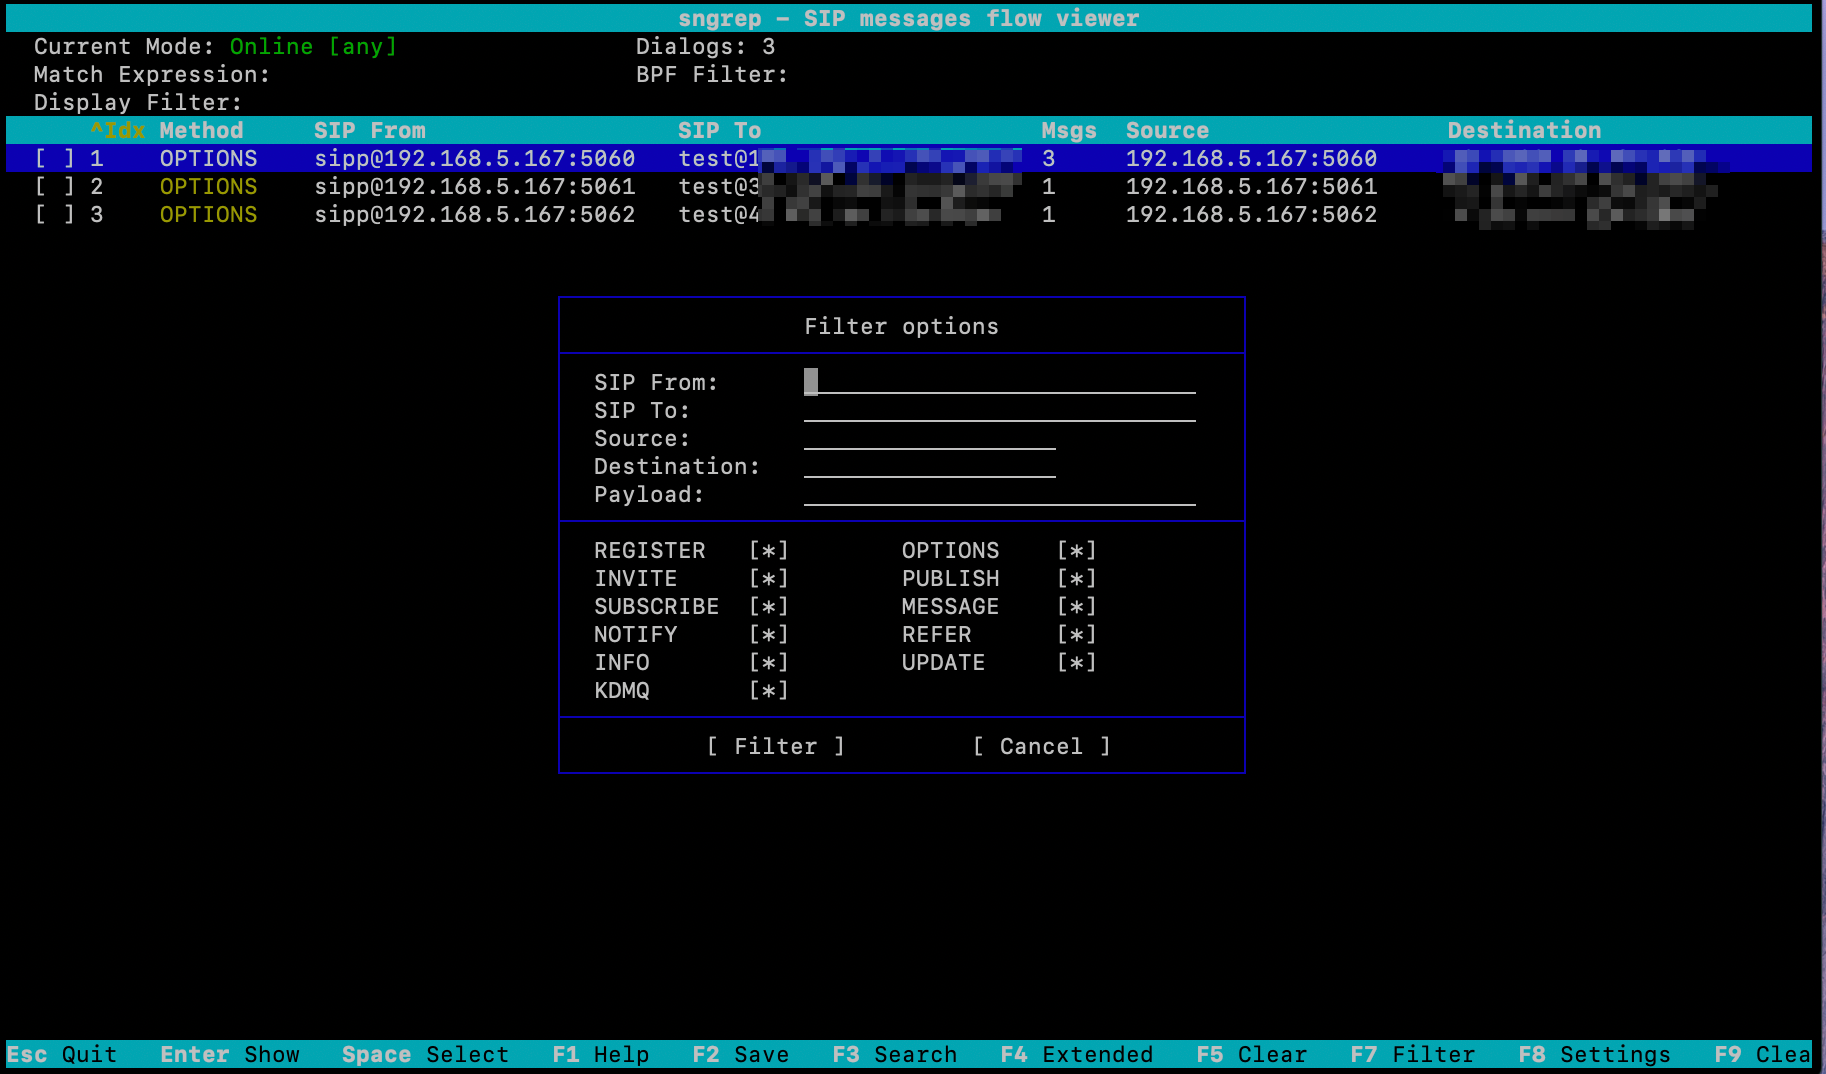 sngrep - SIP messages flow viewer
Current Mode: Online [any] Dialogs: 3
Match Expression: BPF Filter:
Display Filter:
^Idx Method SIP From SIP To Msgs Source Destination
[ ] 1 OPTIONS sipp@192.168.5.167:5060 test@1 3 192.168.5.167:5060
[ ] 2 OPTIONS sipp@192.168.5.167:5061 test@3 1 192.168.5.167:5061
[ ] 3 OPTIONS sipp@192.168.5.167:5062 test@4 1 192.168.5.167:5062
Filter options
SIP From:
SIP To:
Source:
Destination:
Payload:
REGISTER [*] OPTIONS [*]
INVITE [*] PUBLISH [*]
SUBSCRIBE [*] MESSAGE [*]
NOTIFY [*] REFER [*]
INFO [*] UPDATE [*]
KDMQ [*]
[ Filter ] [ Cancel ]
Esc Quit Enter Show Space Select F1 Help F2 Save F3 Search F4 Extended F5 Clear F7 Filter F8 Settings F9 Clea